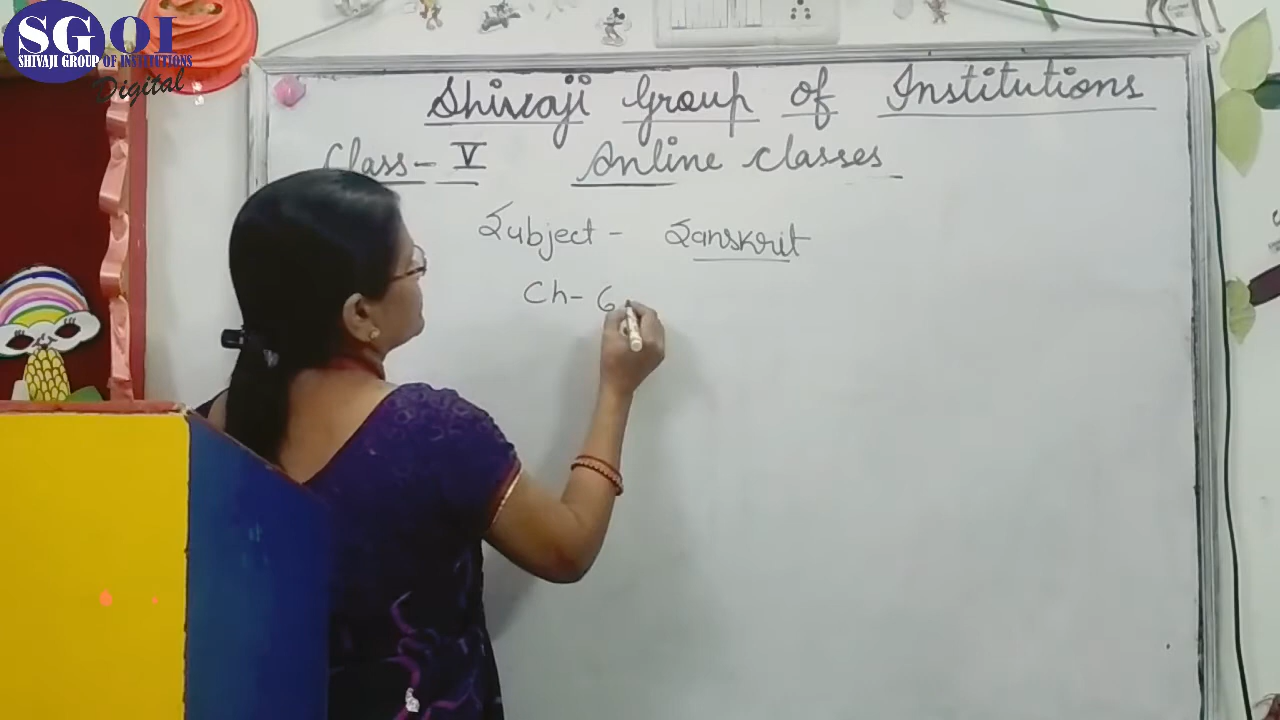 SGOI
SHIVAJI GROUP OF INSTITUTIONS
Digital
Shivaji Group of Institutions
Class - V Online classes
Subject - Sanskrit
Ch - 6